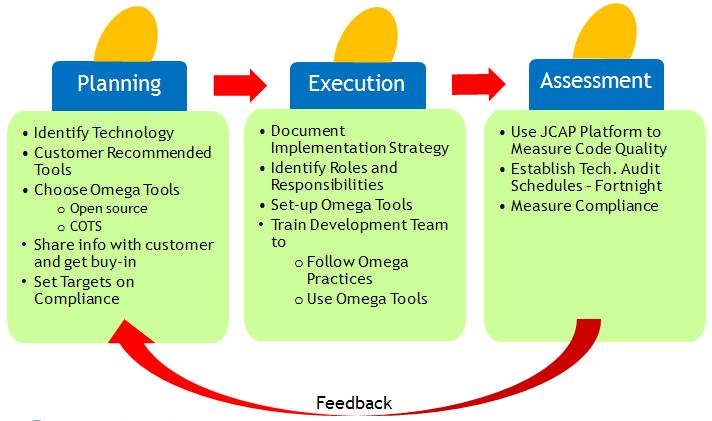 Planning
• Identify Technology
• Customer Recommended
Tools
• Choose Omega Tools
o Open source
o COTS
• Share info with customer
and get buy-in
• Set Targets on
Compliance
Execution
• Document
Implementation Strategy
• Identify Roles and
Responsibilities
• Set-up Omega Tools
• Train Development Team
to
o Follow Omega
Practices
o Use Omega Tools
Assessment
• Use JCAP Platform to
Measure Code Quality
• Establish Tech. Audit
Schedules – Fortnight
• Measure Compliance
Feedback